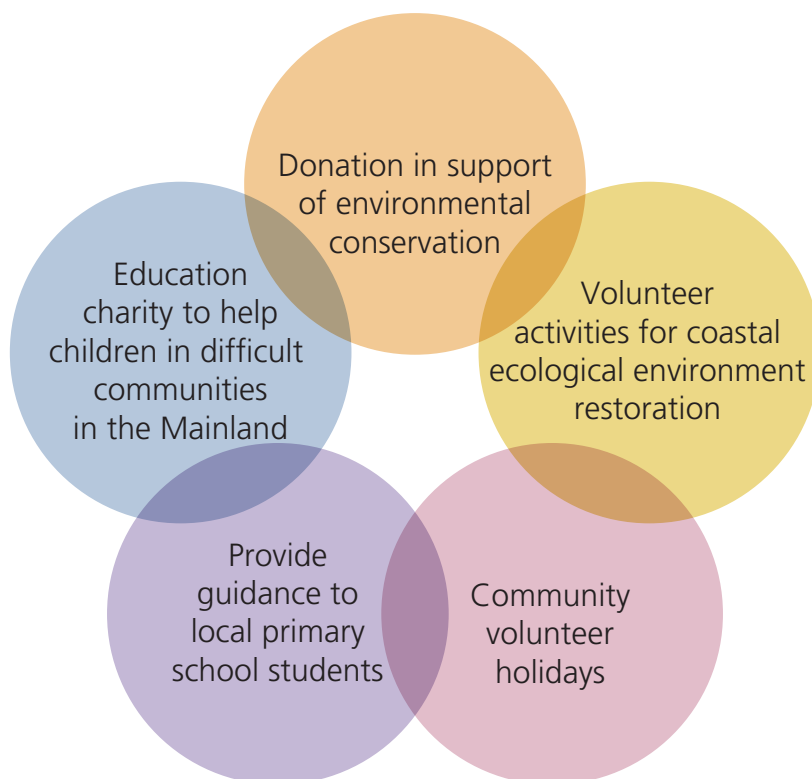 Donation in support
of environmental
conservation
Education
charity to help
children in difficult
communities
in the Mainland
Volunteer
activities for coastal
ecological environment
restoration
Provide
guidance to
local primary
school students
Community
volunteer
holidays